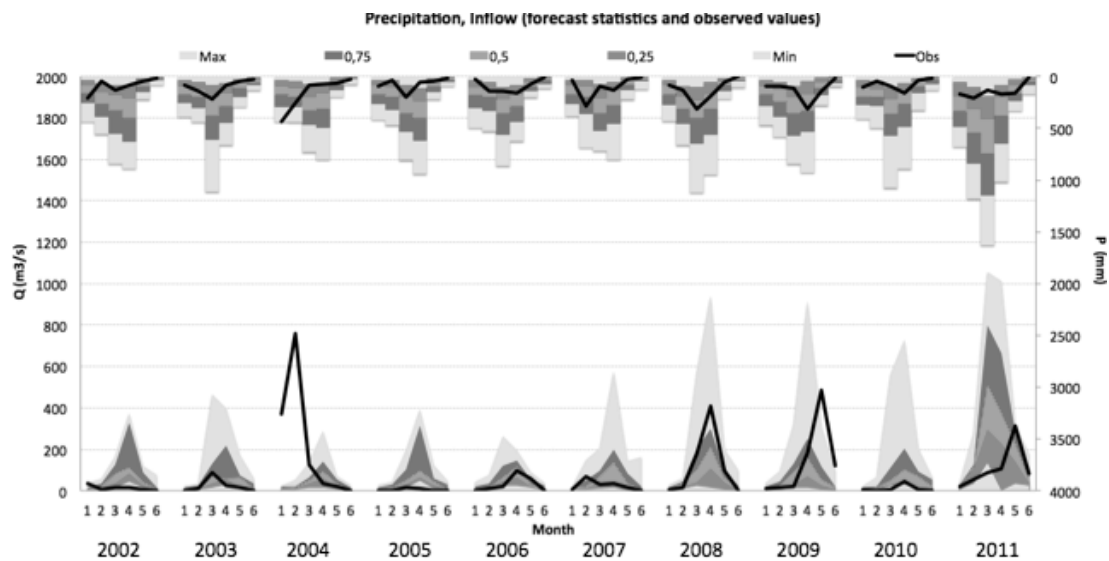 Precipitation, Inflow (forecast statistics and observed values)
Max 0,75 0,5 0,25 Min Obs
2000 0
1800 500
1600 1000
1400 1500
1200 2000
1000 2500
800 3000
600 3500
400 4000
200
0
Q (m3/s)
P (mm)
1 2 3 4 5 6 1 2 3 4 5 6 1 2 3 4 5 6 1 2 3 4 5 6 1 2 3 4 5 6 1 2 3 4 5 6 1 2 3 4 5 6 1 2 3 4 5 6 1 2 3 4 5 6 1 2 3 4 5 6
Month
2002 2003 2004 2005 2006 2007 2008 2009 2010 2011